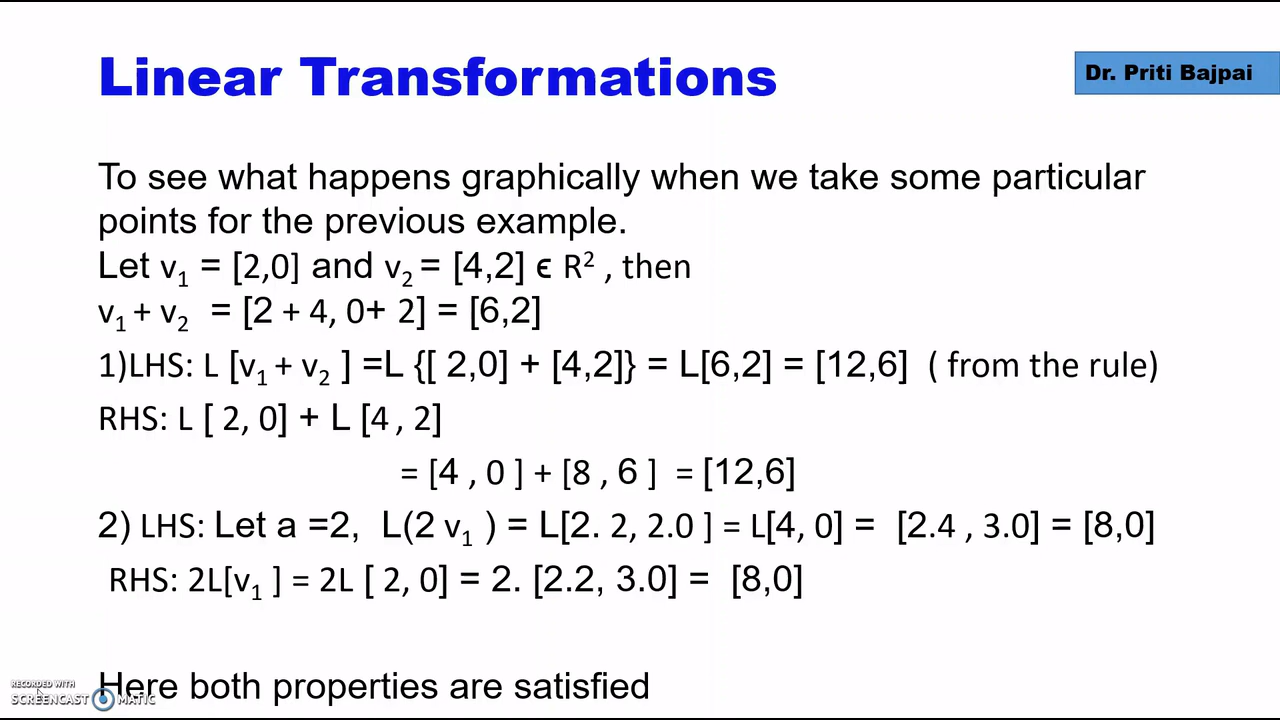 Linear Transformations
Dr. Priti Bajpai
To see what happens graphically when we take some particular
points for the previous example.
Let v₁ = [2,0] and v₂ = [4,2] ϵ R² , then
v₁ + v₂ = [2 + 4, 0+ 2] = [6,2]
1)LHS: L [v₁ + v₂ ] =L {[ 2,0] + [4,2]} = L[6,2] = [12,6] ( from the rule)
RHS: L [ 2, 0] + L [4 , 2]
= [4 , 0 ] + [8 , 6 ] = [12,6]
2) LHS: Let a =2, L(2 v₁ ) = L[2. 2, 2.0 ] = L[4, 0] = [2.4 , 3.0] = [8,0]
RHS: 2L[v₁ ] = 2L [ 2, 0] = 2. [2.2, 3.0] = [8,0]
Here both properties are satisfied
RECORDED WITH
SCREENCAST MATIC